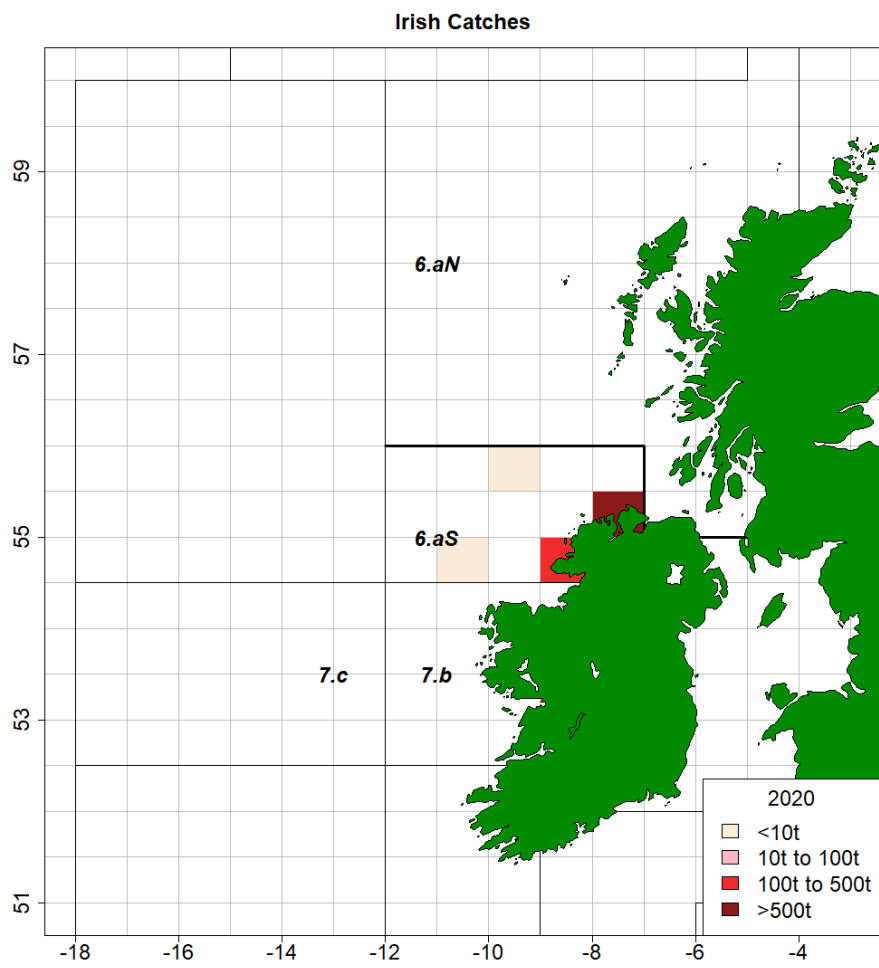 Irish Catches
59
57
55
53
51
6.aN
6.aS
7.c
7.b
2020
<10t
10t to 100t
100t to 500t
>500t
-18
-16
-14
-12
-10
-8
-6
-4